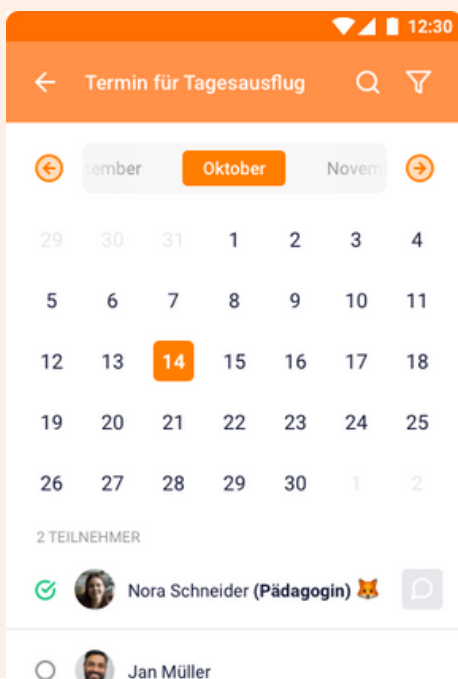 12:30
Termin für Tagesausflug
tember Oktober Novem
29 30 31 1 2 3 4
5 6 7 8 9 10 11
12 13 14 15 16 17 18
19 20 21 22 23 24 25
26 27 28 29 30 1 2
2 TEILNEHMER
Nora Schneider (Pädagogin) 🦊
Jan Müller